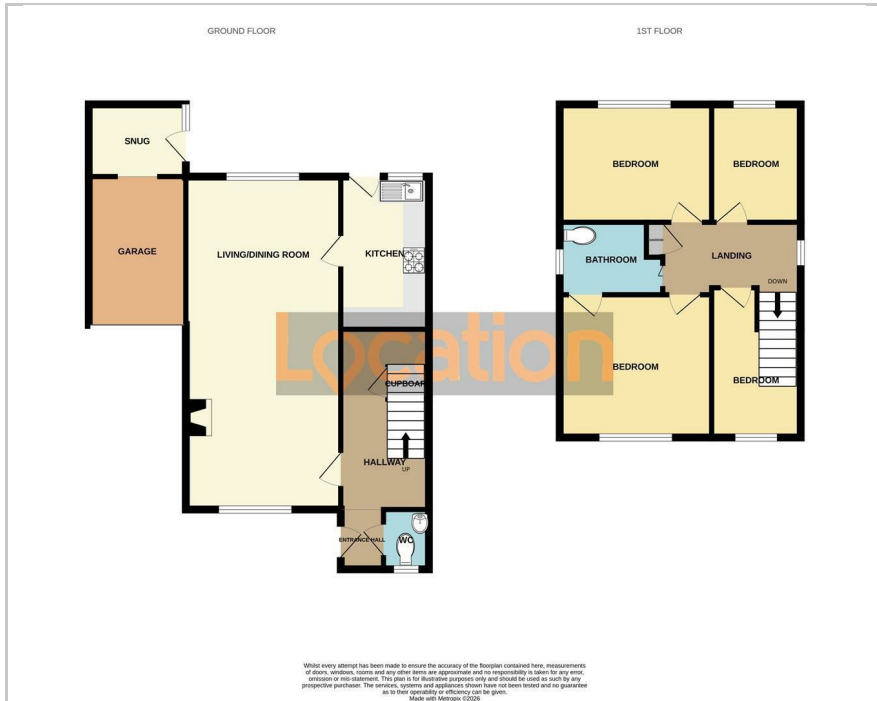 GROUND FLOOR
1ST FLOOR
SNUG
GARAGE
LIVING/DINING ROOM
KITCHEN
CUPBOARD
HALLWAY
UP
ENTRANCE HALL
WC
BEDROOM
BEDROOM
BATHROOM
LANDING
DOWN
BEDROOM
BEDROOM
Location
Whilst every attempt has been made to ensure the accuracy of the floorplan contained here, measurements
of doors, windows, rooms and any other items are approximate and no responsibility is taken for any error,
omission or mis-statement. This plan is for illustrative purposes only and should be used as such by any
prospective purchaser. The services, systems and appliances shown have not been tested and no guarantee
as to their operability or efficiency can be given.
Made with Metropix ©2026